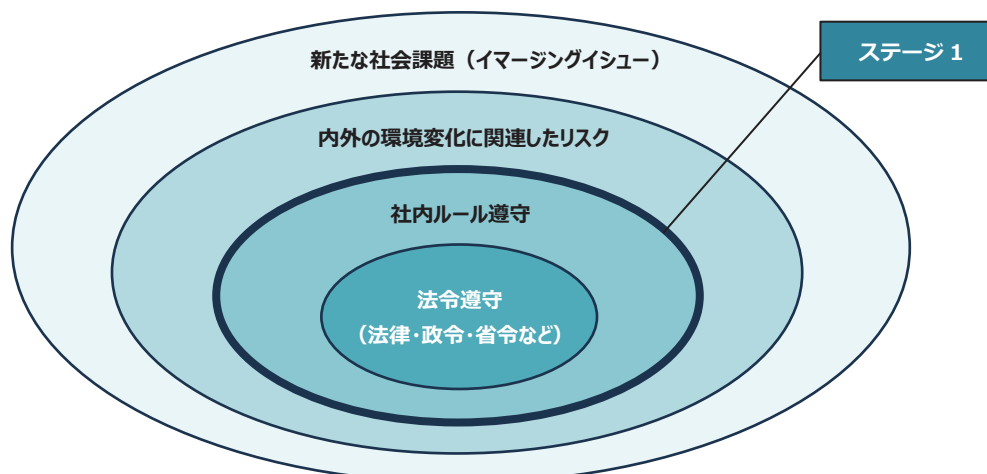 新たな社会課題（イマージングイシュー）
ステージ 1
内外の環境変化に関連したリスク
社内ルール遵守
法令遵守
（法律・政令・省令など）